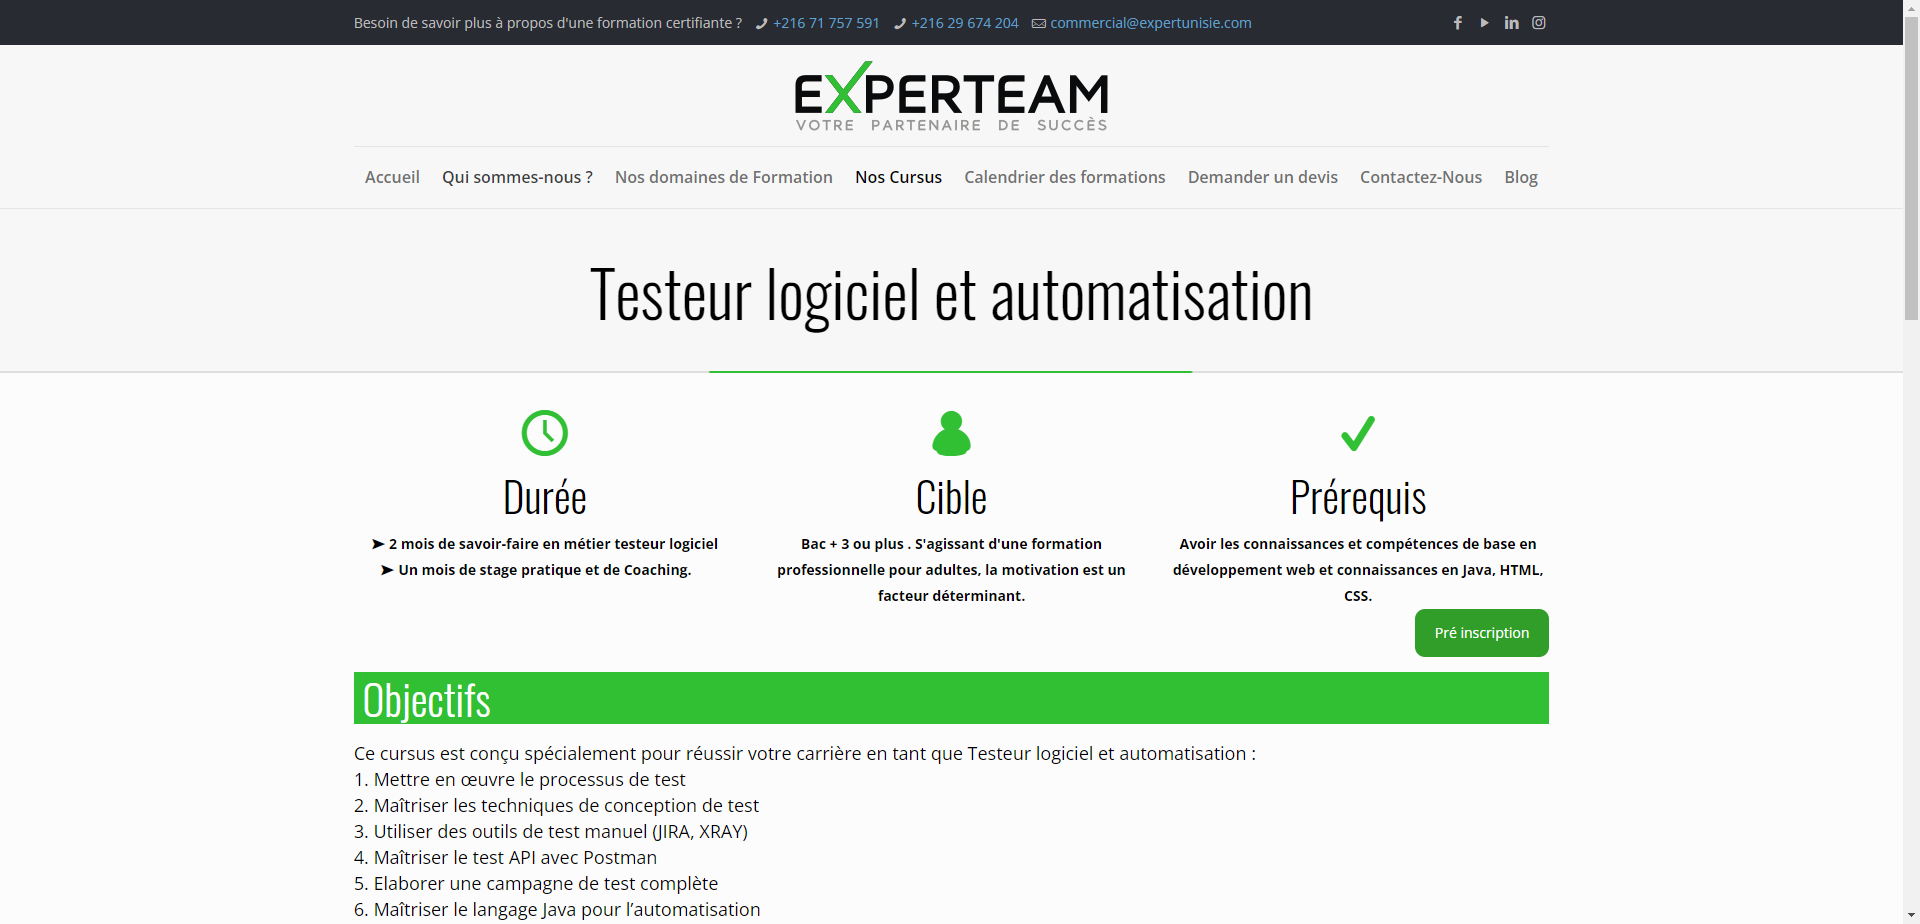 Besoin de savoir plus à propos d'une formation certifiante ? +216 71 757 591 +216 29 674 204 commercial@expertunisie.com
EXPERTEAM
VOTRE PARTENAIRE DE SUCCÈS
Accueil Qui sommes-nous ? Nos domaines de Formation Nos Cursus Calendrier des formations Demander un devis Contactez-Nous Blog
Testeur logiciel et automatisation
Durée
➤ 2 mois de savoir-faire en métier testeur logiciel
➤ Un mois de stage pratique et de Coaching.
Cible
Bac + 3 ou plus . S'agissant d'une formation
professionnelle pour adultes, la motivation est un
facteur déterminant.
Prérequis
Avoir les connaissances et compétences de base en
développement web et connaissances en Java, HTML,
CSS.
Pré inscription
Objectifs
Ce cursus est conçu spécialement pour réussir votre carrière en tant que Testeur logiciel et automatisation :
1. Mettre en œuvre le processus de test
2. Maîtriser les techniques de conception de test
3. Utiliser des outils de test manuel (JIRA, XRAY)
4. Maîtriser le test API avec Postman
5. Elaborer une campagne de test complète
6. Maîtriser le langage Java pour l’automatisation